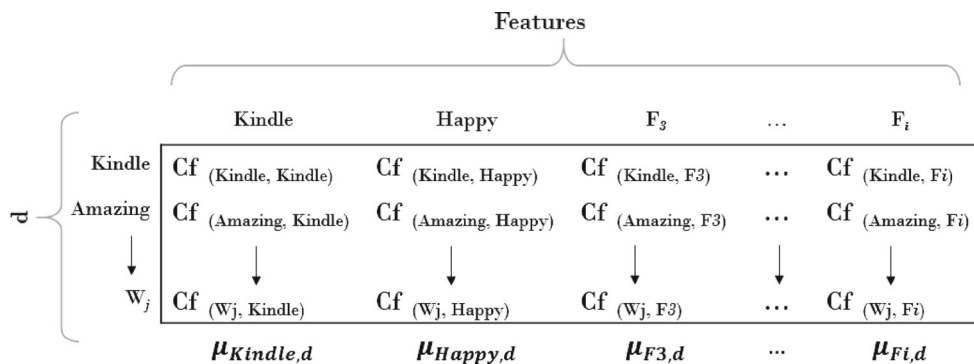 Features
Kindle Happy F3 ... Fi
Kindle Cf (Kindle, Kindle) Cf (Kindle, Happy) Cf (Kindle, F3) ... Cf (Kindle, Fi)
Amazing Cf (Amazing, Kindle) Cf (Amazing, Happy) Cf (Amazing, F3) ... Cf (Amazing, Fi)
d
Wj Cf (Wj, Kindle) Cf (Wj, Happy) Cf (Wj, F3) ... Cf (Wj, Fi)
μKindle,d μHappy,d μF3,d ... μFi,d